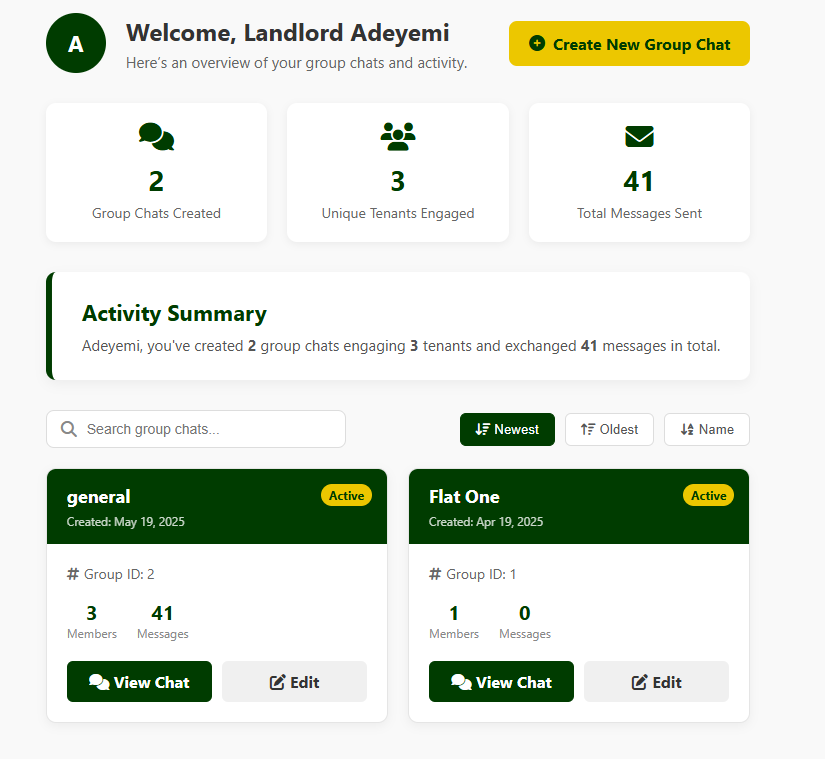 A
Welcome, Landlord Adeyemi
Here's an overview of your group chats and activity.
Create New Group Chat
2
Group Chats Created
3
Unique Tenants Engaged
41
Total Messages Sent
Activity Summary
Adeyemi, you've created 2 group chats engaging 3 tenants and exchanged 41 messages in total.
Search group chats...
Newest
Oldest
Name
general
Active
Created: May 19, 2025
# Group ID: 2
3
Members
41
Messages
View Chat
Edit
Flat One
Active
Created: Apr 19, 2025
# Group ID: 1
1
Members
0
Messages
View Chat
Edit